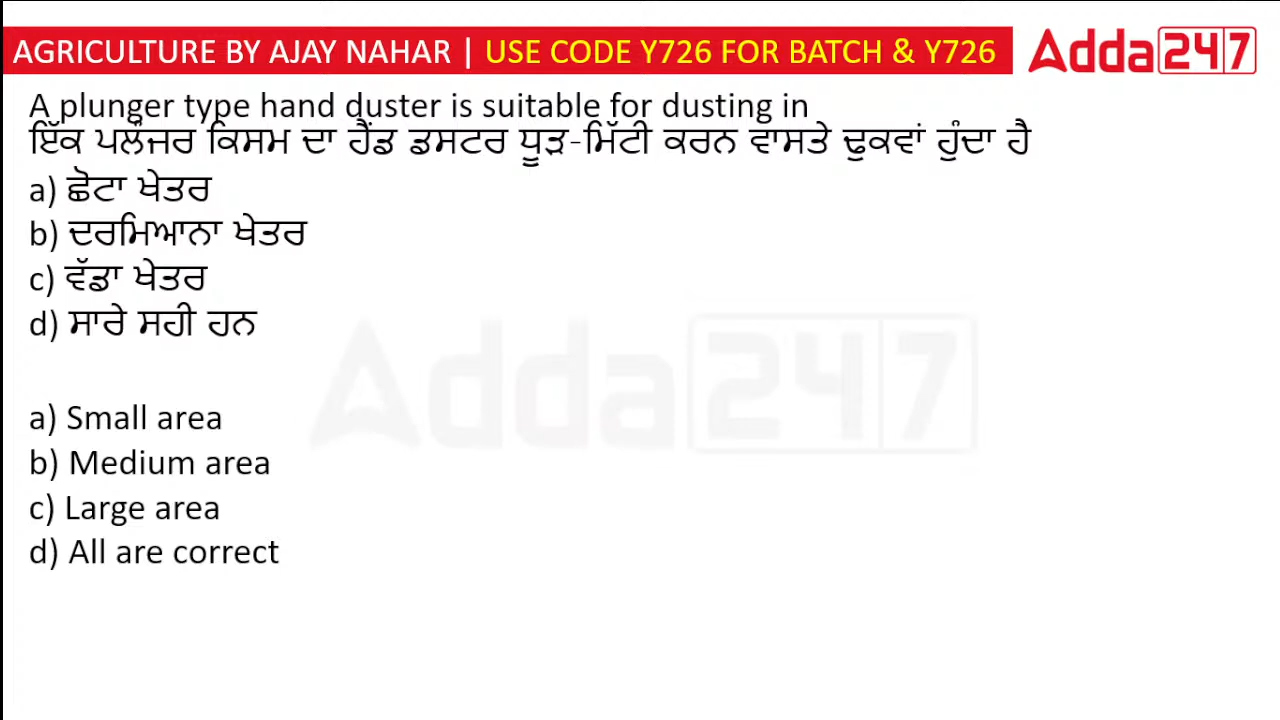 AGRICULTURE BY AJAY NAHAR | USE CODE Y726 FOR BATCH & Y726
Adda247
A plunger type hand duster is suitable for dusting in
ਇੱਕ ਪਲੰਜਰ ਕਿਸਮ ਦਾ ਹੈਂਡ ਡਸਟਰ ਧੂੜ-ਮਿੱਟੀ ਕਰਨ ਵਾਸਤੇ ਢੁਕਵਾਂ ਹੁੰਦਾ ਹੈ
a) ਛੋਟਾ ਖੇਤਰ
b) ਦਰਮਿਆਨਾ ਖੇਤਰ
c) ਵੱਡਾ ਖੇਤਰ
d) ਸਾਰੇ ਸਹੀ ਹਨ
Adda247
a) Small area
b) Medium area
c) Large area
d) All are correct